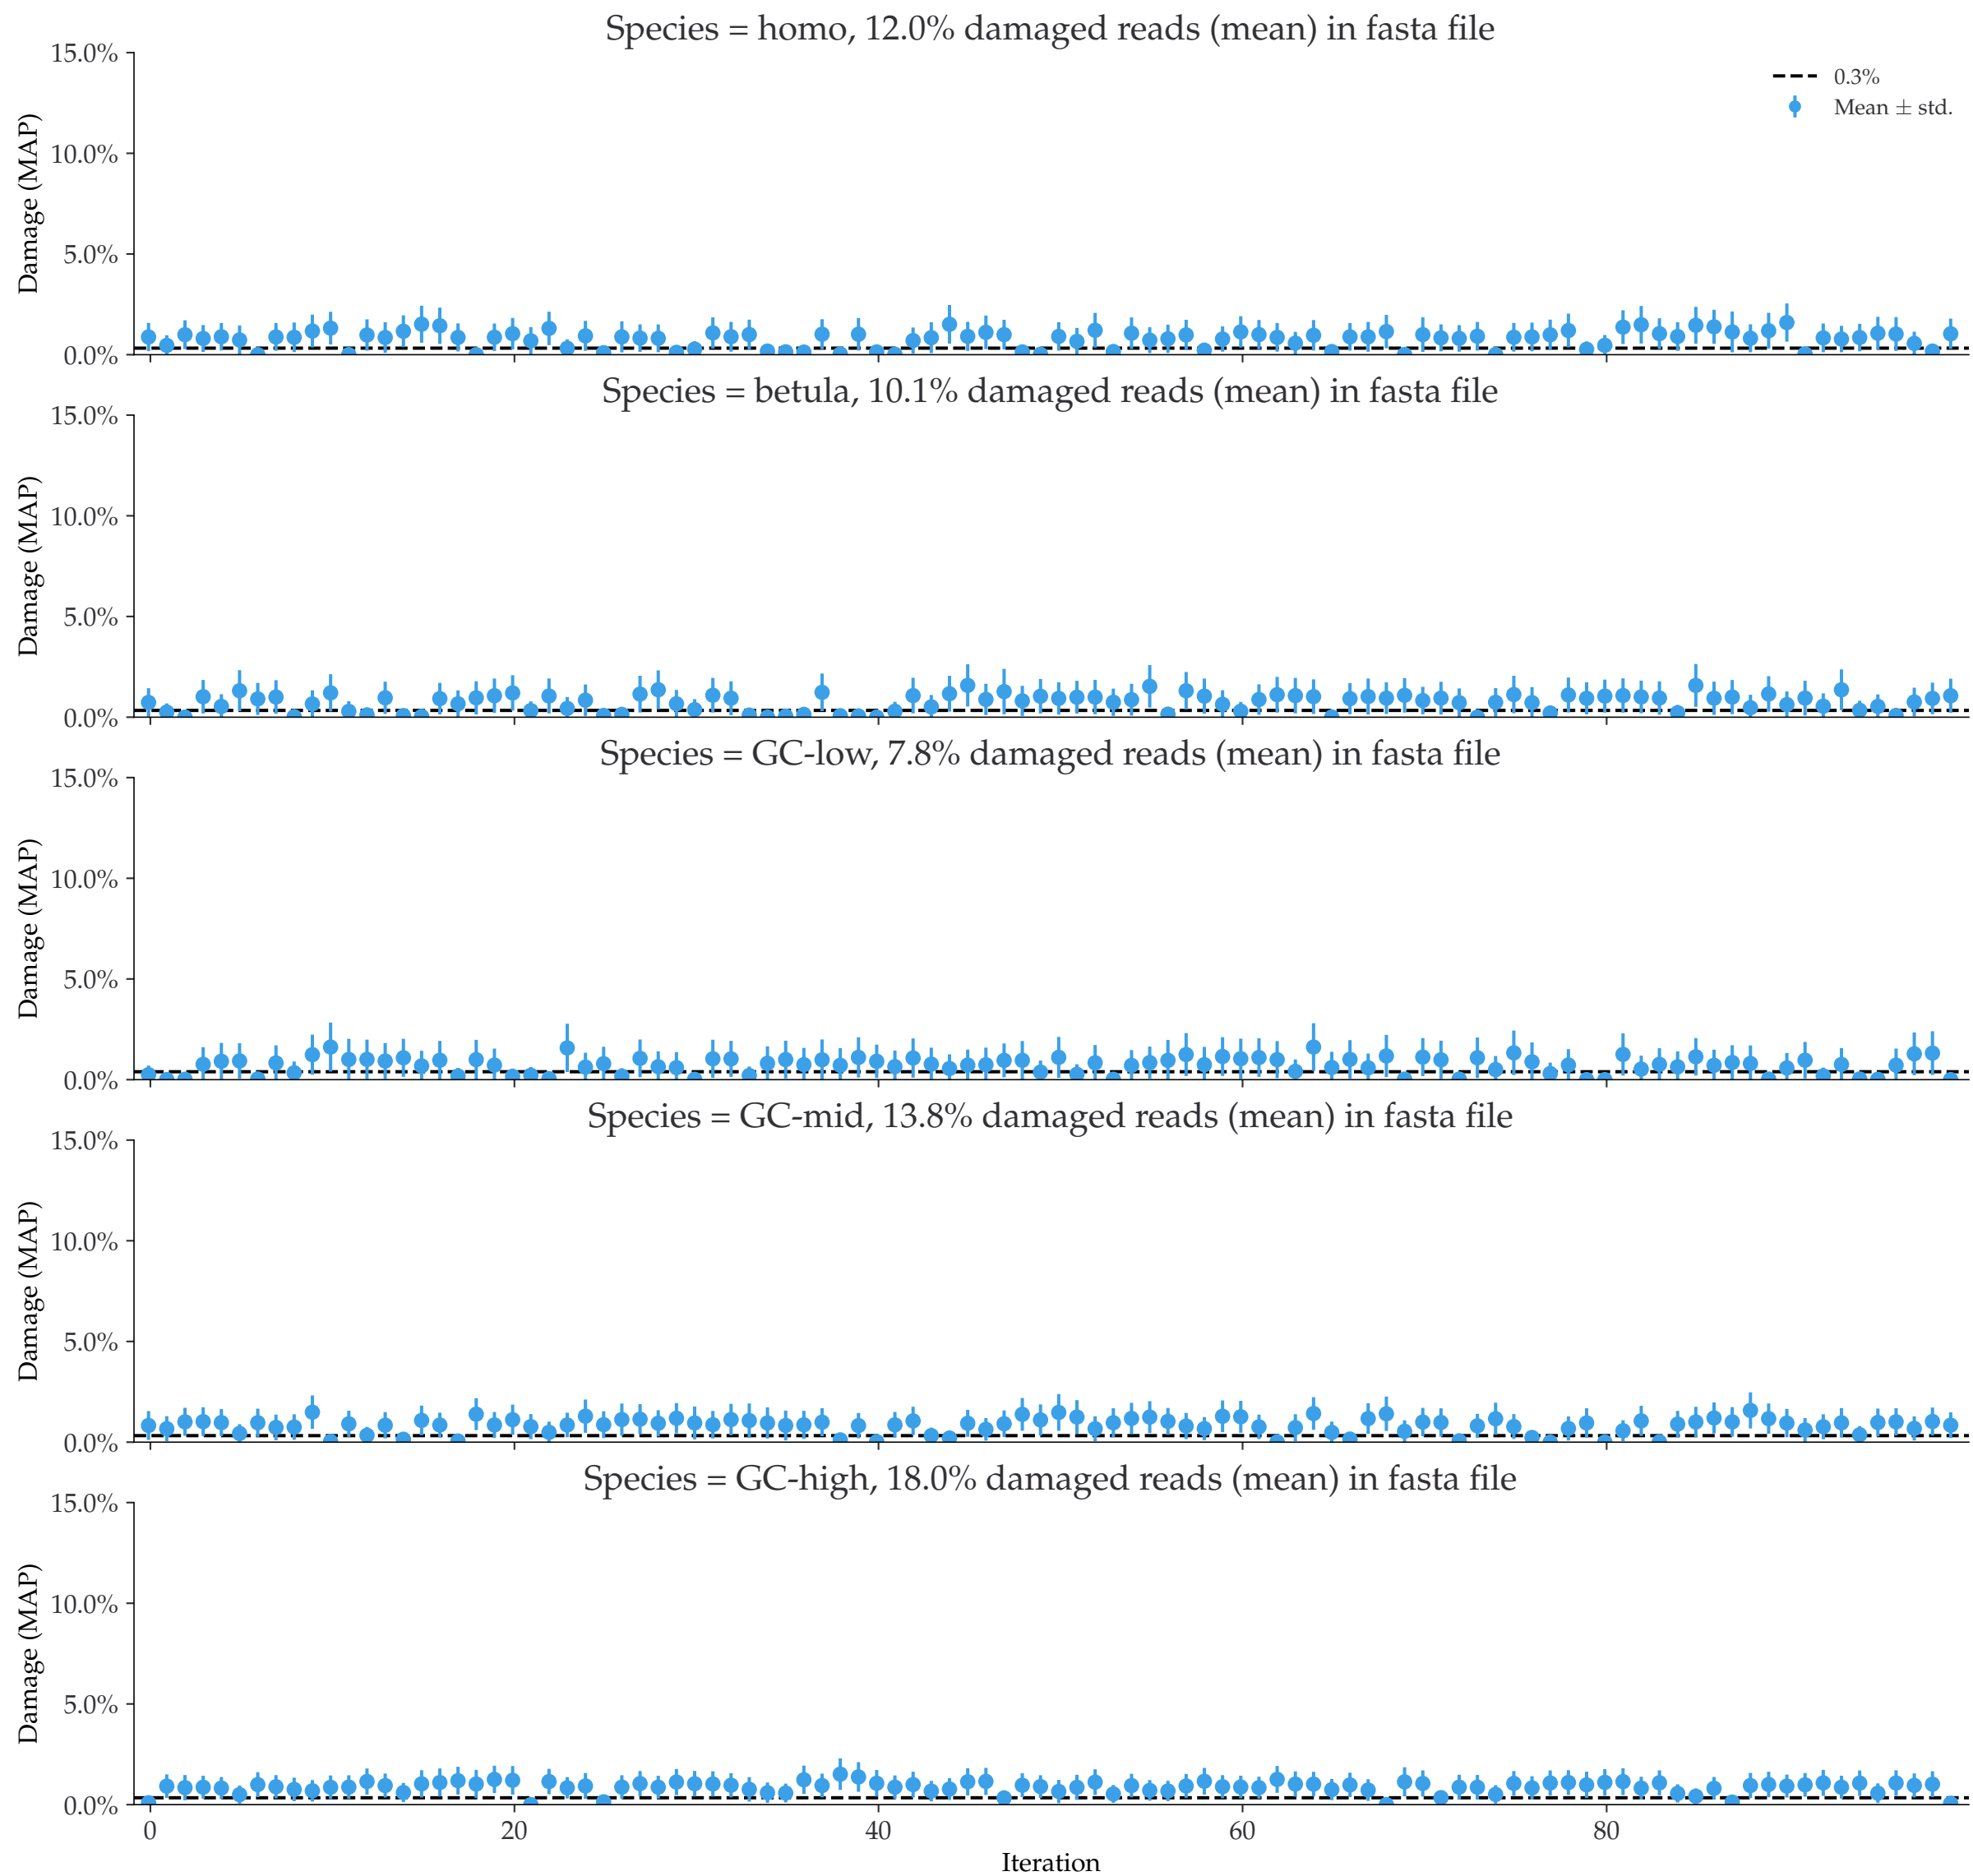 Species = homo, 12.0% damaged reads (mean) in fasta file
15.0%
10.0%
5.0%
0.0%
Damage (MAP)
0.3%
Mean ± std.
Species = betula, 10.1% damaged reads (mean) in fasta file
15.0%
10.0%
5.0%
0.0%
Damage (MAP)
Species = GC-low, 7.8% damaged reads (mean) in fasta file
15.0%
10.0%
5.0%
0.0%
Damage (MAP)
Species = GC-mid, 13.8% damaged reads (mean) in fasta file
15.0%
10.0%
5.0%
0.0%
Damage (MAP)
Species = GC-high, 18.0% damaged reads (mean) in fasta file
15.0%
10.0%
5.0%
0.0%
Damage (MAP)
0 20 40 60 80
Iteration